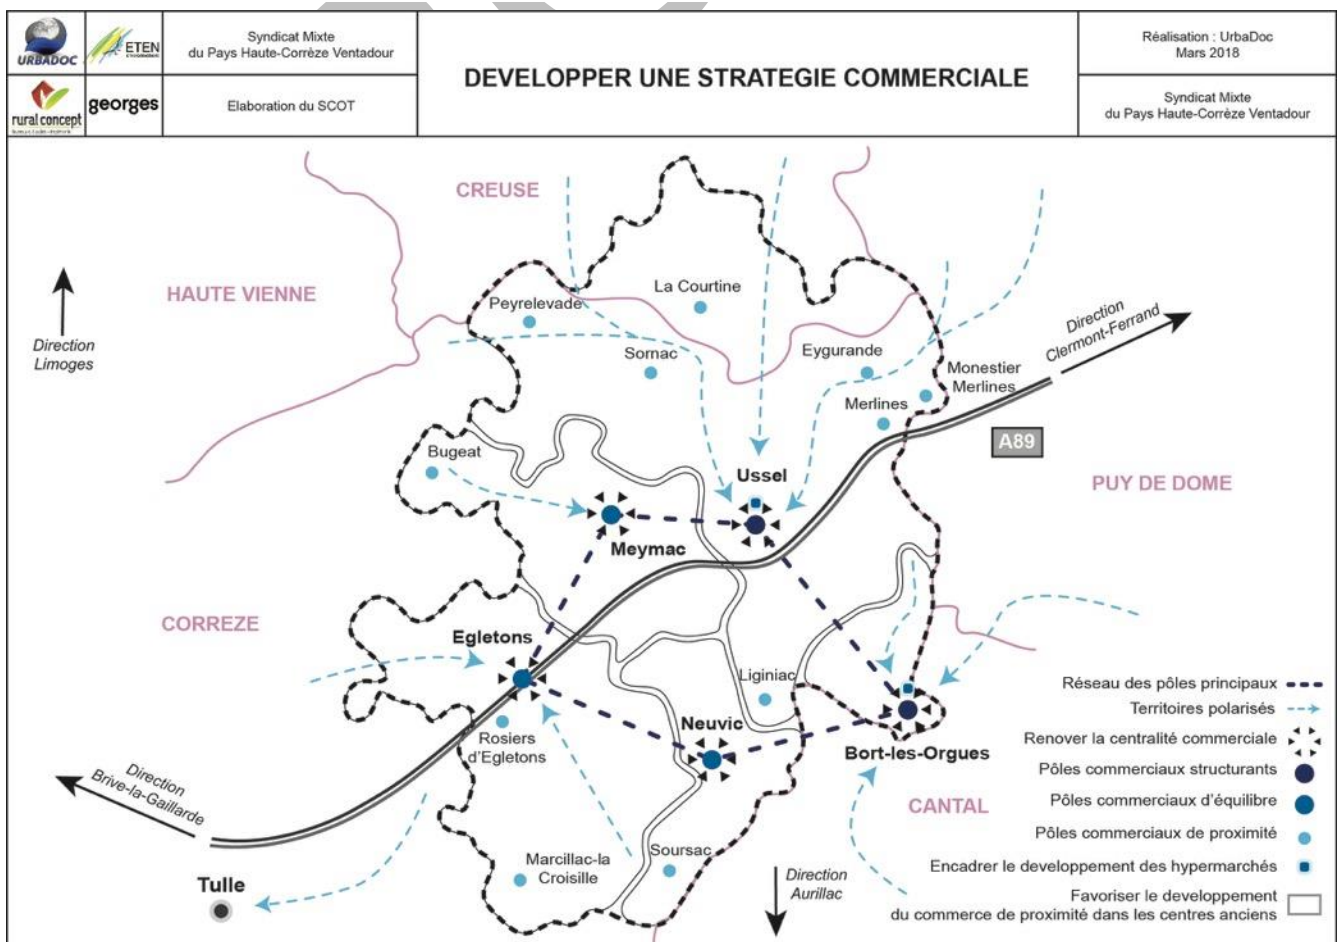 URBADOC
ETEN
rural concept
georges
Syndicat Mixte
du Pays Haute-Corrèze Ventadour
Elaboration du SCOT
DEVELOPPER UNE STRATEGIE COMMERCIALE
Réalisation : UrbaDoc
Mars 2018
Syndicat Mixte
du Pays Haute-Corrèze Ventadour
CREUSE
HAUTE VIENNE
Direction
Limoges
Peyrelevade
La Courtine
Sornac
Eygurande
Direction
Clermont-Ferrand
Monestier
Merlines
Merlines
A89
Bugeat
Ussel
PUY DE DOME
Meymac
CORREZE
Egletons
Liginiac
Rosiers
d'Egletons
Neuvic
Bort-les-Orgues
CANTAL
Direction
Brive-la-Gaillarde
Tulle
Marcillac-la
Croisille
Soursac
Direction
Aurillac
Réseau des pôles principaux
Territoires polarisés
Renover la centralité commerciale
Pôles commerciaux structurants
Pôles commerciaux d'équilibre
Pôles commerciaux de proximité
Encadrer le developpement des hypermarchés
Favoriser le developpement
du commerce de proximité dans les centres anciens